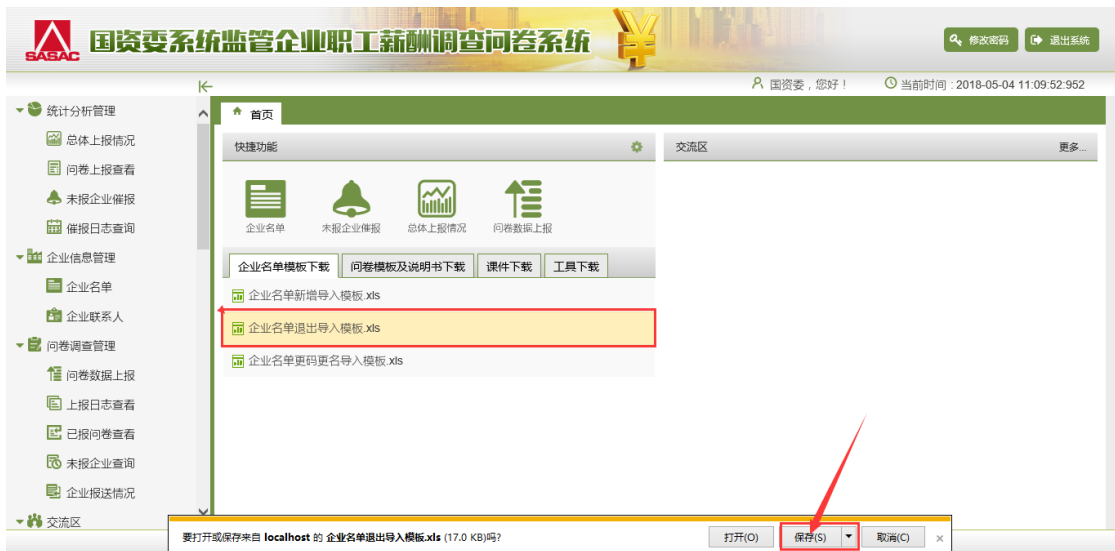 SASAC
国资委系统监管企业职工薪酬调查问卷系统
修改密码
退出系统
国资委，您好！
当前时间：2018-05-04 11:09:52:952
统计分析管理
总体上报情况
问卷上报查看
未报企业催报
催报日志查询
企业信息管理
企业名单
企业联系人
问卷调查管理
问卷数据上报
上报日志查看
已报问卷查看
未报企业查询
企业报送情况
交流区
首页
快捷功能
企业名单
未报企业催报
总体上报情况
问卷数据上报
企业名单模板下载
问卷模板及说明书下载
课件下载
工具下载
企业名单新增导入模板.xls
企业名单退出导入模板.xls
企业名单更码更名导入模板.xls
交流区
更多...
要打开或保存来自 localhost 的 企业名单退出导入模板.xls (17.0 KB)吗?
打开(O)
保存(S)
取消(C)